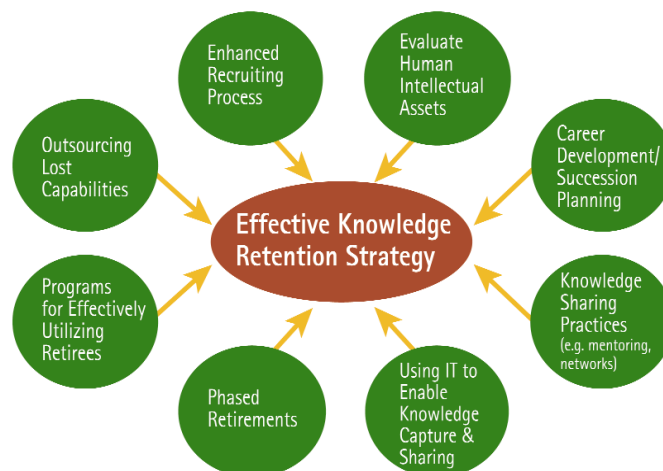 Enhanced
Recruiting
Process
Evaluate
Human
Intellectual
Assets
Outsourcing
Lost
Capabilities
Career
Development/
Succession
Planning
Effective Knowledge
Retention Strategy
Programs
for Effectively
Utilizing
Retirees
Knowledge
Sharing
Practices
(e.g. mentoring,
networks)
Phased
Retirements
Using IT to
Enable
Knowledge
Capture &
Sharing